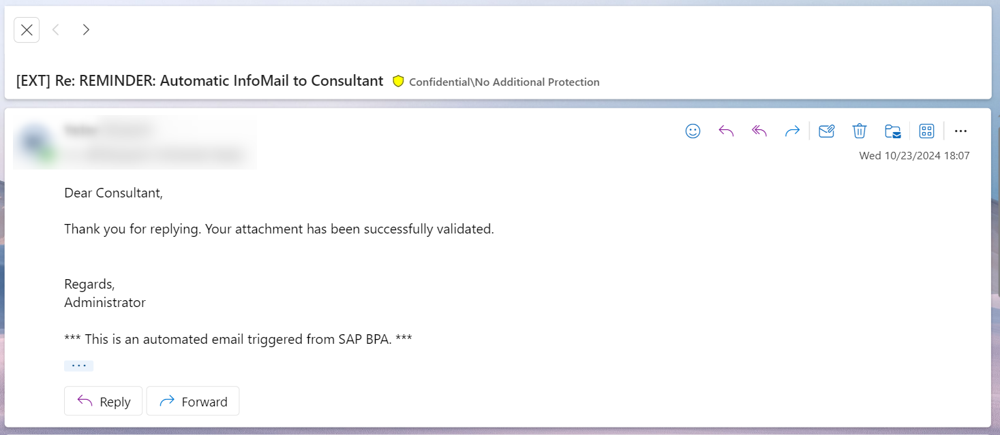 [EXT] Re: REMINDER: Automatic InfoMail to Consultant Confidential\No Additional Protection
Wed 10/23/2024 18:07
Dear Consultant,
Thank you for replying. Your attachment has been successfully validated.
Regards,
Administrator
*** This is an automated email triggered from SAP BPA. ***
Reply Forward